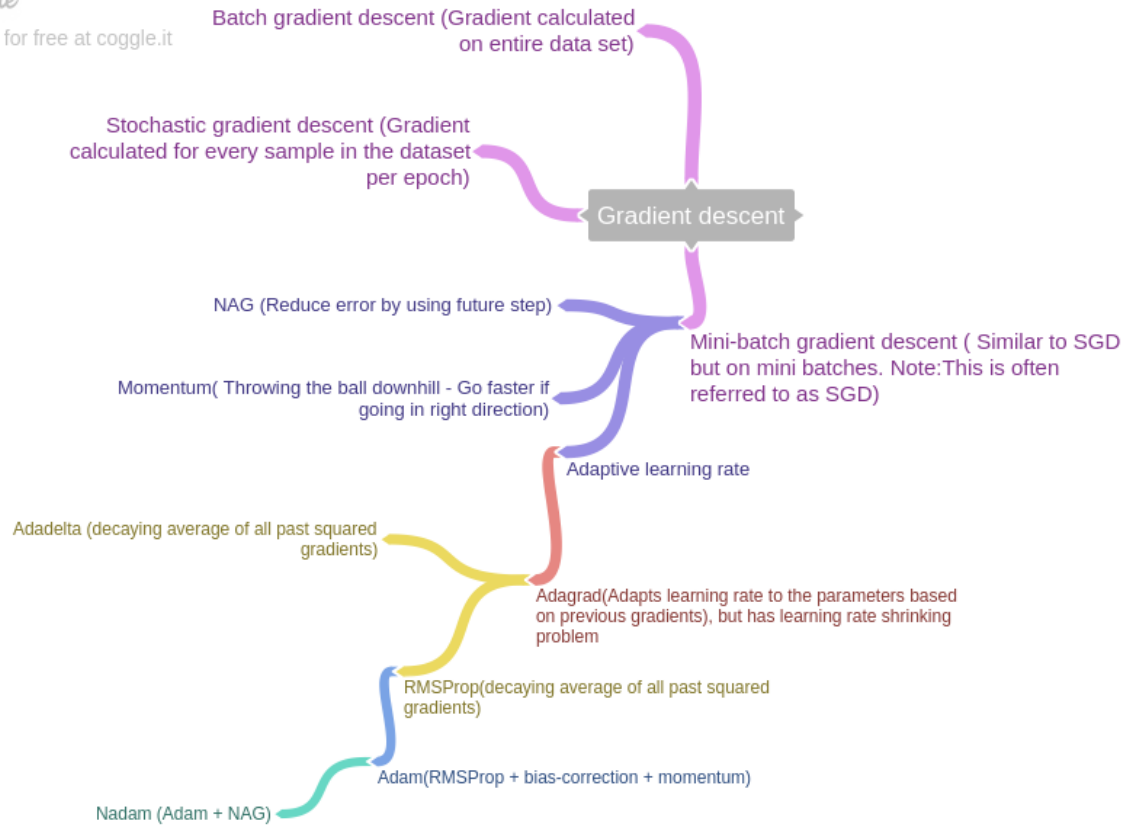 Batch gradient descent (Gradient calculated
on entire data set)
for free at coggle.it
Stochastic gradient descent (Gradient
calculated for every sample in the dataset
per epoch)
Gradient descent
NAG (Reduce error by using future step)
Mini-batch gradient descent ( Similar to SGD
but on mini batches. Note:This is often
referred to as SGD)
Momentum( Throwing the ball downhill - Go faster if
going in right direction)
Adaptive learning rate
Adadelta (decaying average of all past squared
gradients)
Adagrad(Adapts learning rate to the parameters based
on previous gradients), but has learning rate shrinking
problem
RMSProp(decaying average of all past squared
gradients)
Adam(RMSProp + bias-correction + momentum)
Nadam (Adam + NAG)